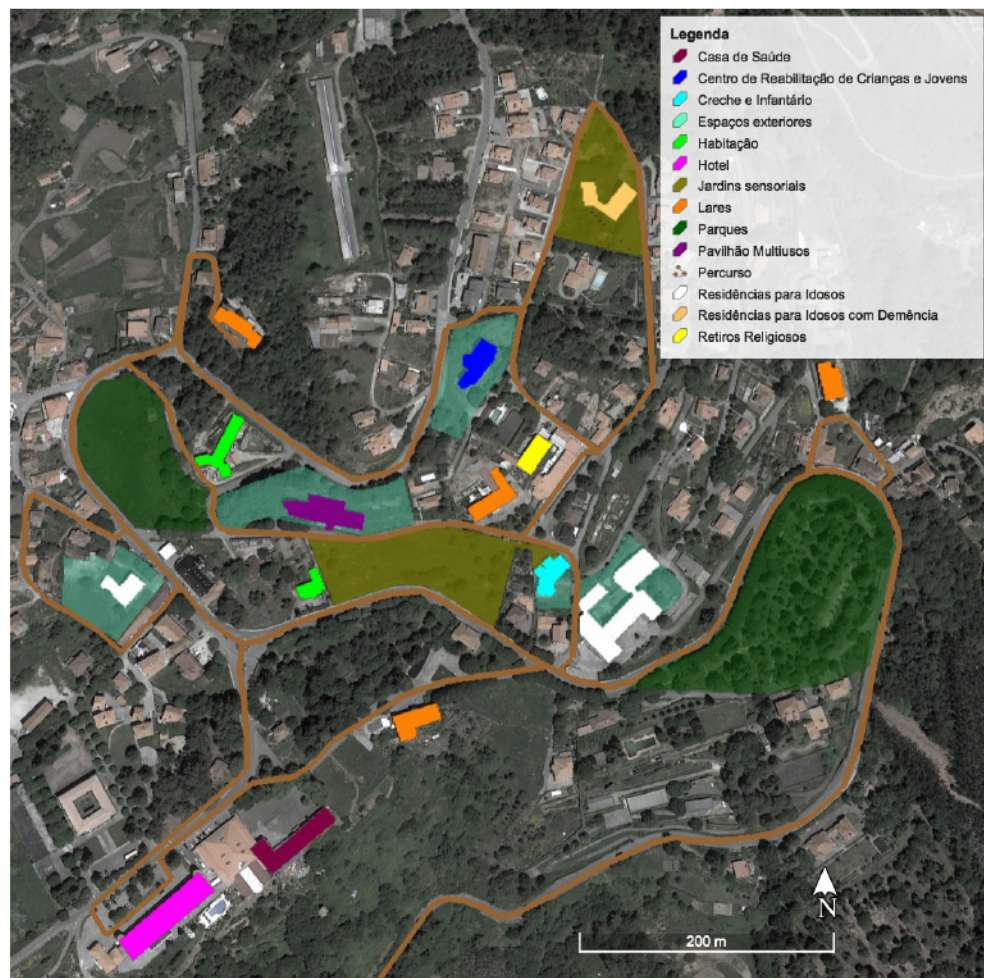 Legenda
Casa de Saúde
Centro de Reabilitação de Crianças e Jovens
Creche e Infantário
Espaços exteriores
Habitação
Hotel
Jardins sensoriais
Lares
Parques
Pavilhão Multiusos
Percurso
Residências para Idosos
Residências para Idosos com Demência
Retiros Religiosos
N
200 m